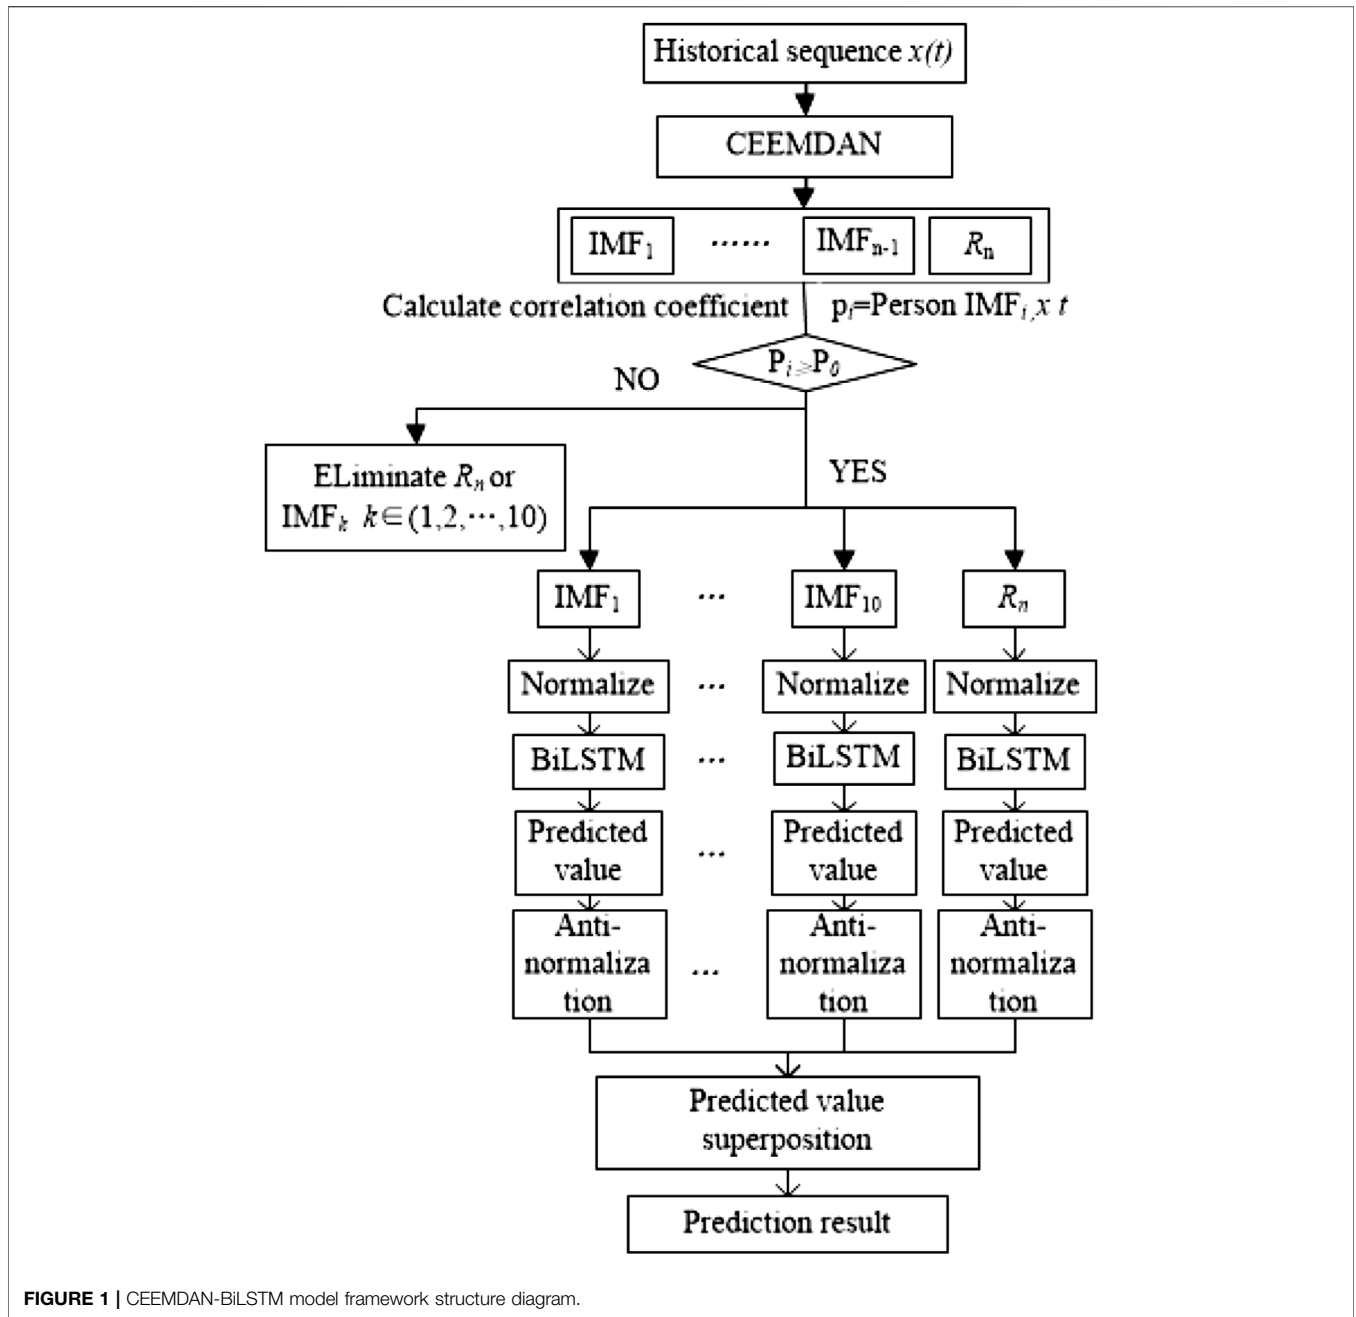 Historical sequence x(t)
CEEMDAN
IMF1 ⋯⋯ IMFn-1 Rn
Calculate correlation coefficient pi=Person IMFi,x t
Pi≥P0
NO
ELiminate Rn or
IMFk k∈(1,2,⋯,10)
YES
IMF1 ... IMF10 Rn
Normalize ... Normalize Normalize
BiLSTM ... BiLSTM BiLSTM
Predicted Predicted Predicted
value ... value value
Anti- Anti- Anti-
normaliza ... normaliza normaliza
tion tion tion
Predicted value
superposition
Prediction result
FIGURE 1 | CEEMDAN-BiLSTM model framework structure diagram.